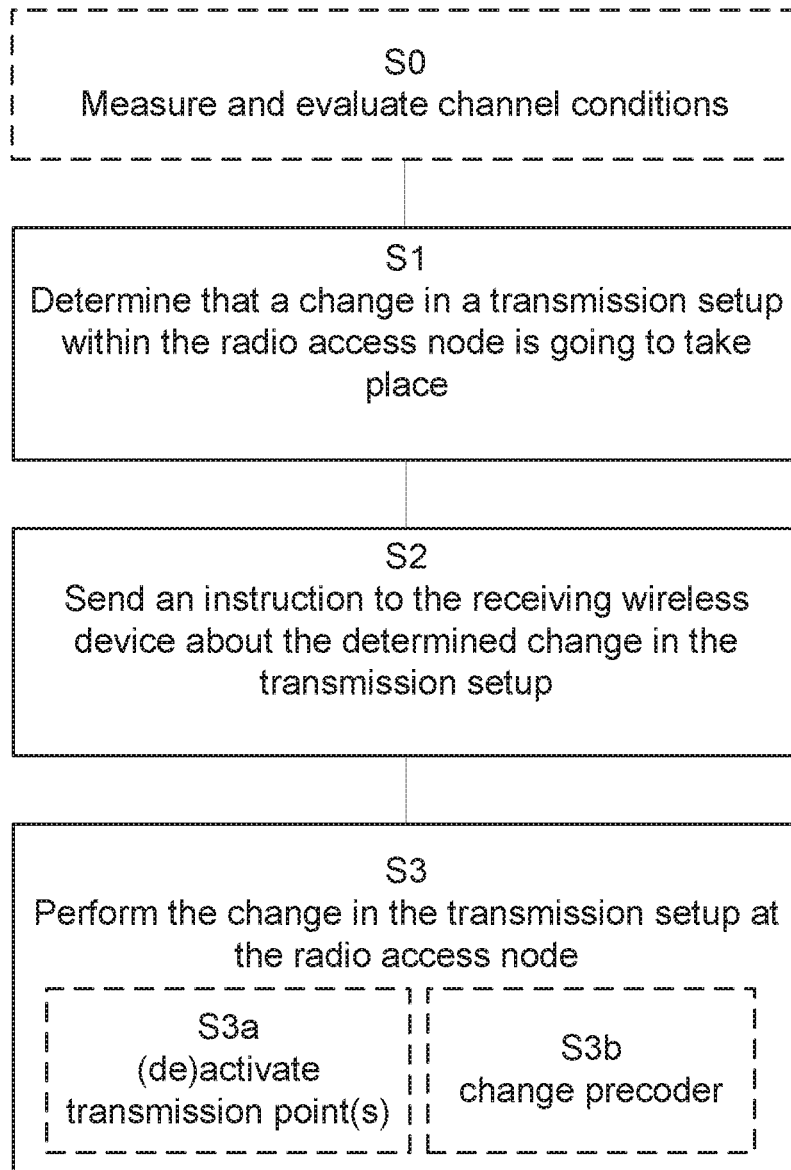 S0
Measure and evaluate channel conditions
S1
Determine that a change in a transmission setup
within the radio access node is going to take
place
S2
Send an instruction to the receiving wireless
device about the determined change in the
transmission setup
S3
Perform the change in the transmission setup at
the radio access node
S3a
(de)activate
transmission point(s)
S3b
change precoder